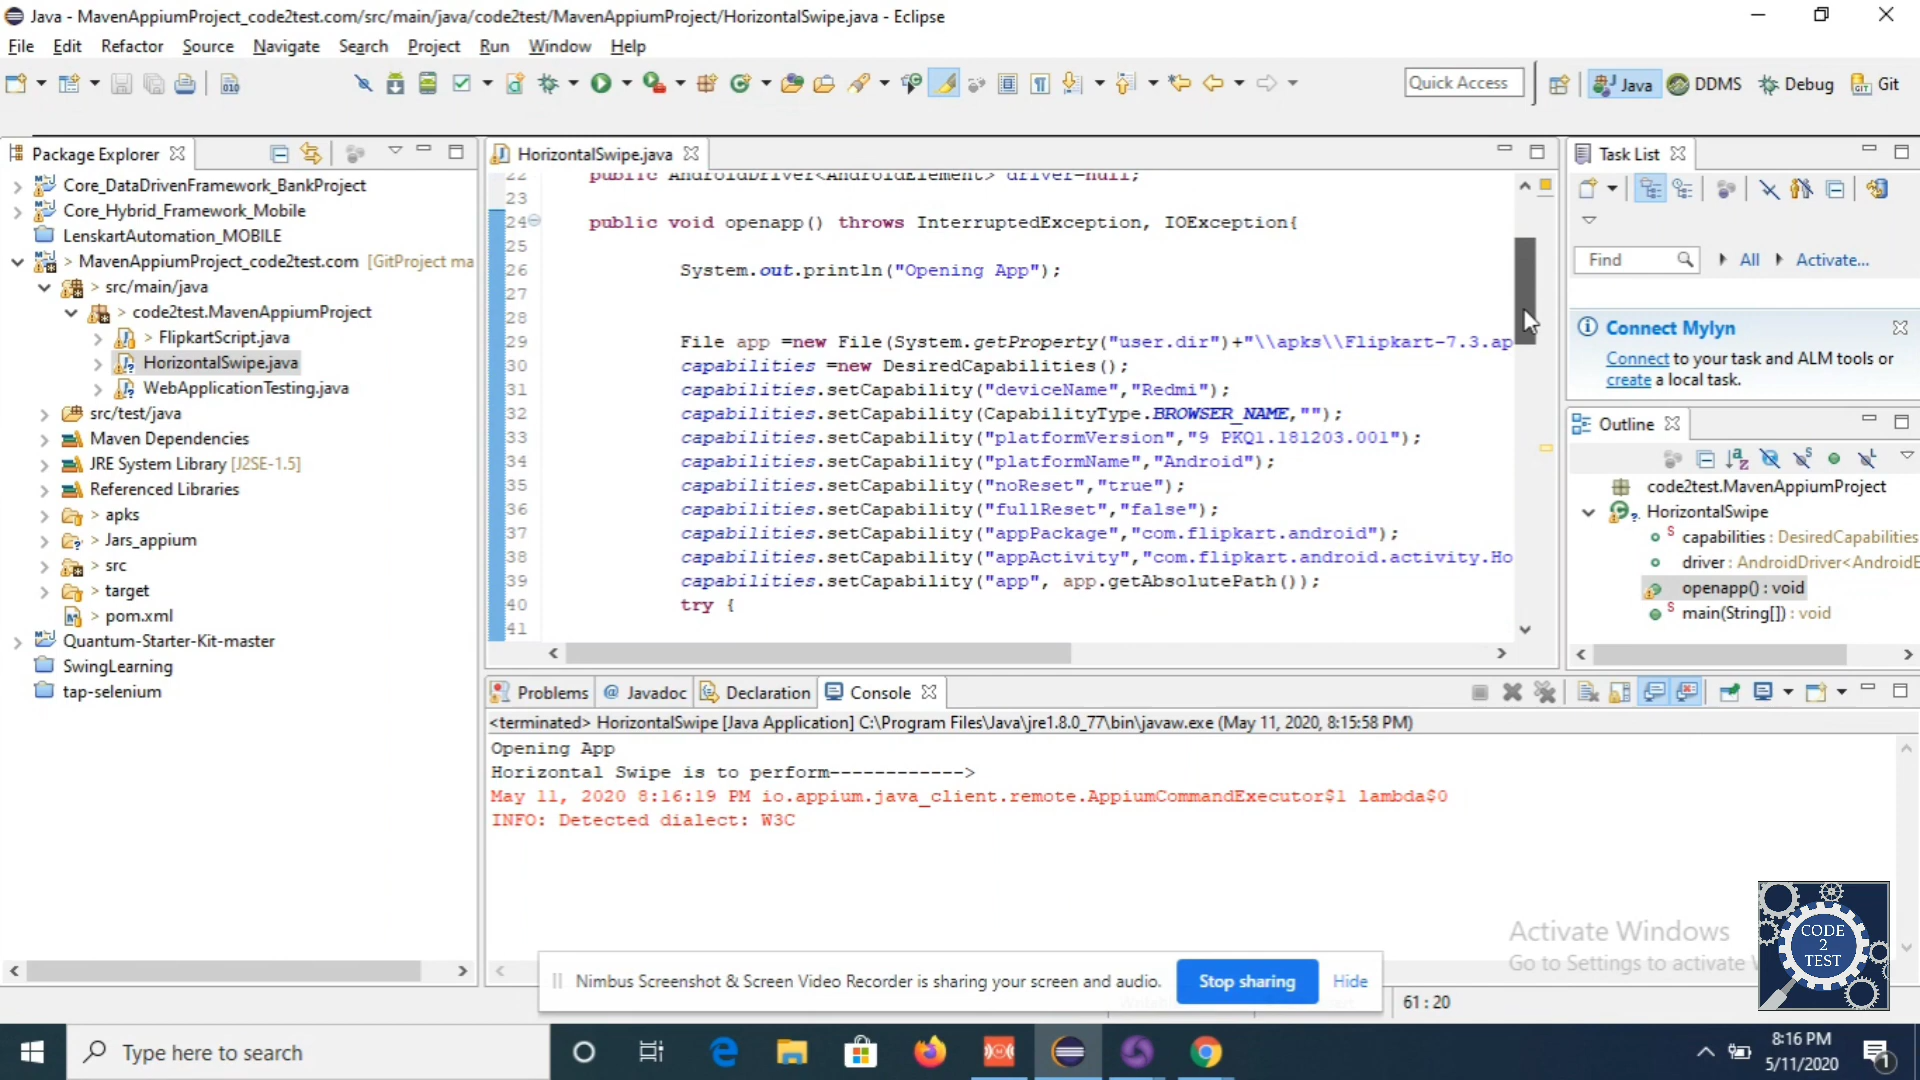 Java - MavenAppiumProject_code2test.com/src/main/java/code2test/MavenAppiumProject/HorizontalSwipe.java - Eclipse
File Edit Refactor Source Navigate Search Project Run Window Help
Quick Access
Java DDMS Debug Git
Package Explorer
Core_DataDrivenFramework_BankProject
Core_Hybrid_Framework_Mobile
LenskartAutomation_MOBILE
> MavenAppiumProject_code2test.com [GitProject ma
> src/main/java
> code2test.MavenAppiumProject
> FlipkartScript.java
HorizontalSwipe.java
WebApplicationTesting.java
src/test/java
Maven Dependencies
JRE System Library [J2SE-1.5]
Referenced Libraries
> apks
> Jars_appium
> src
> target
> pom.xml
Quantum-Starter-Kit-master
SwingLearning
tap-selenium
HorizontalSwipe.java
22 public AndroidDriver<AndroidElement> driver=null;
23
24 public void openapp() throws InterruptedException, IOException{
25
26 System.out.println("Opening App");
27
28
29 File app =new File(System.getProperty("user.dir")+"\\apks\\Flipkart-7.3.ap
30 capabilities =new DesiredCapabilities();
31 capabilities.setCapability("deviceName","Redmi");
32 capabilities.setCapability(CapabilityType.BROWSER_NAME,"");
33 capabilities.setCapability("platformVersion","9 PKQ1.181203.001");
34 capabilities.setCapability("platformName","Android");
35 capabilities.setCapability("noReset","true");
36 capabilities.setCapability("fullReset","false");
37 capabilities.setCapability("appPackage","com.flipkart.android");
38 capabilities.setCapability("appActivity","com.flipkart.android.activity.Ho
39 capabilities.setCapability("app", app.getAbsolutePath());
40 try {
41
Task List
Find All Activate...
Connect Mylyn
Connect to your task and ALM tools or
create a local task.
Outline
code2test.MavenAppiumProject
HorizontalSwipe
capabilities : DesiredCapabilities
driver : AndroidDriver<AndroidE
openapp() : void
main(String[]) : void
Problems @ Javadoc Declaration Console
<terminated> HorizontalSwipe [Java Application] C:\Program Files\Java\jre1.8.0_77\bin\javaw.exe (May 11, 2020, 8:15:58 PM)
Opening App
Horizontal Swipe is to perform------------>
May 11, 2020 8:16:19 PM io.appium.java_client.remote.AppiumCommandExecutor$1 lambda$0
INFO: Detected dialect: W3C
Activate Windows
Go to Settings to activate
CODE
2
TEST
Nimbus Screenshot & Screen Video Recorder is sharing your screen and audio. Stop sharing Hide
61 : 20
Type here to search
8:16 PM
5/11/2020
1